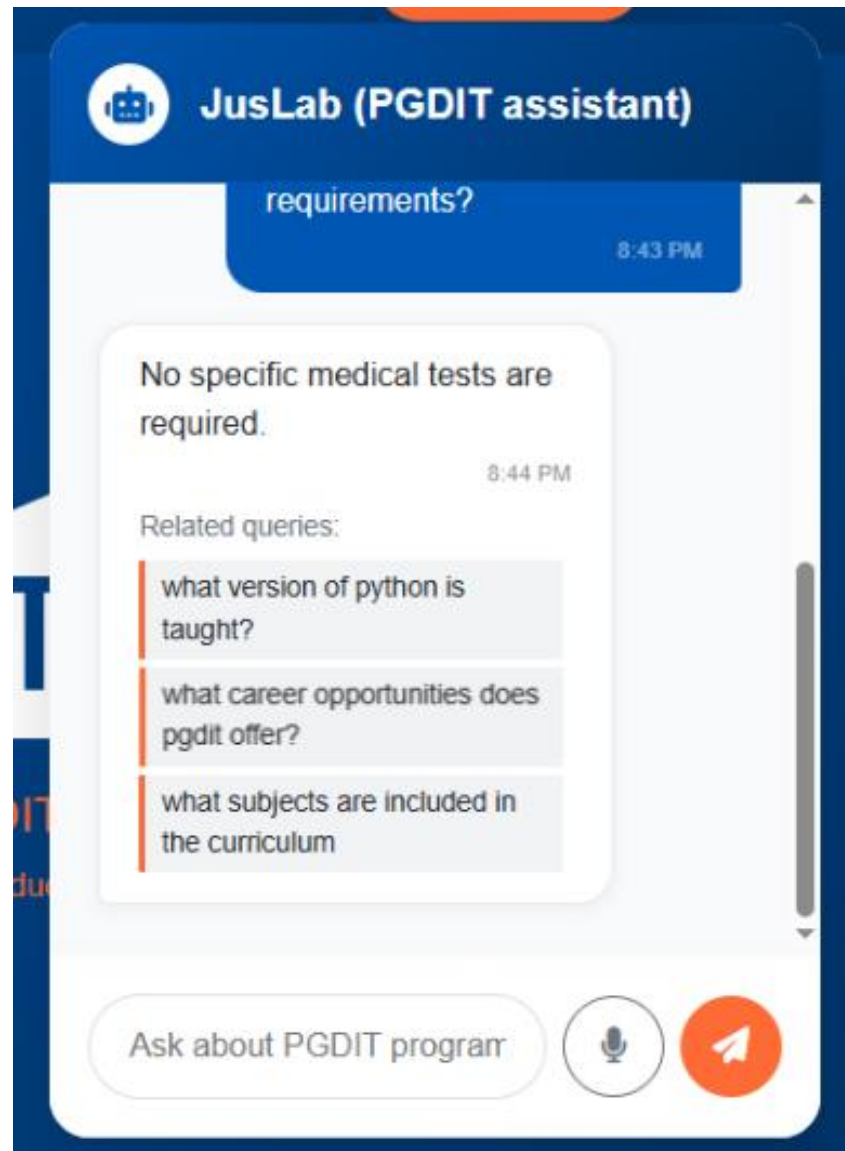 JusLab (PGDIT assistant)
requirements?
8:43 PM
No specific medical tests are
required.
8:44 PM
Related queries:
what version of python is
taught?
what career opportunities does
pgdit offer?
what subjects are included in
the curriculum
Ask about PGDIT program